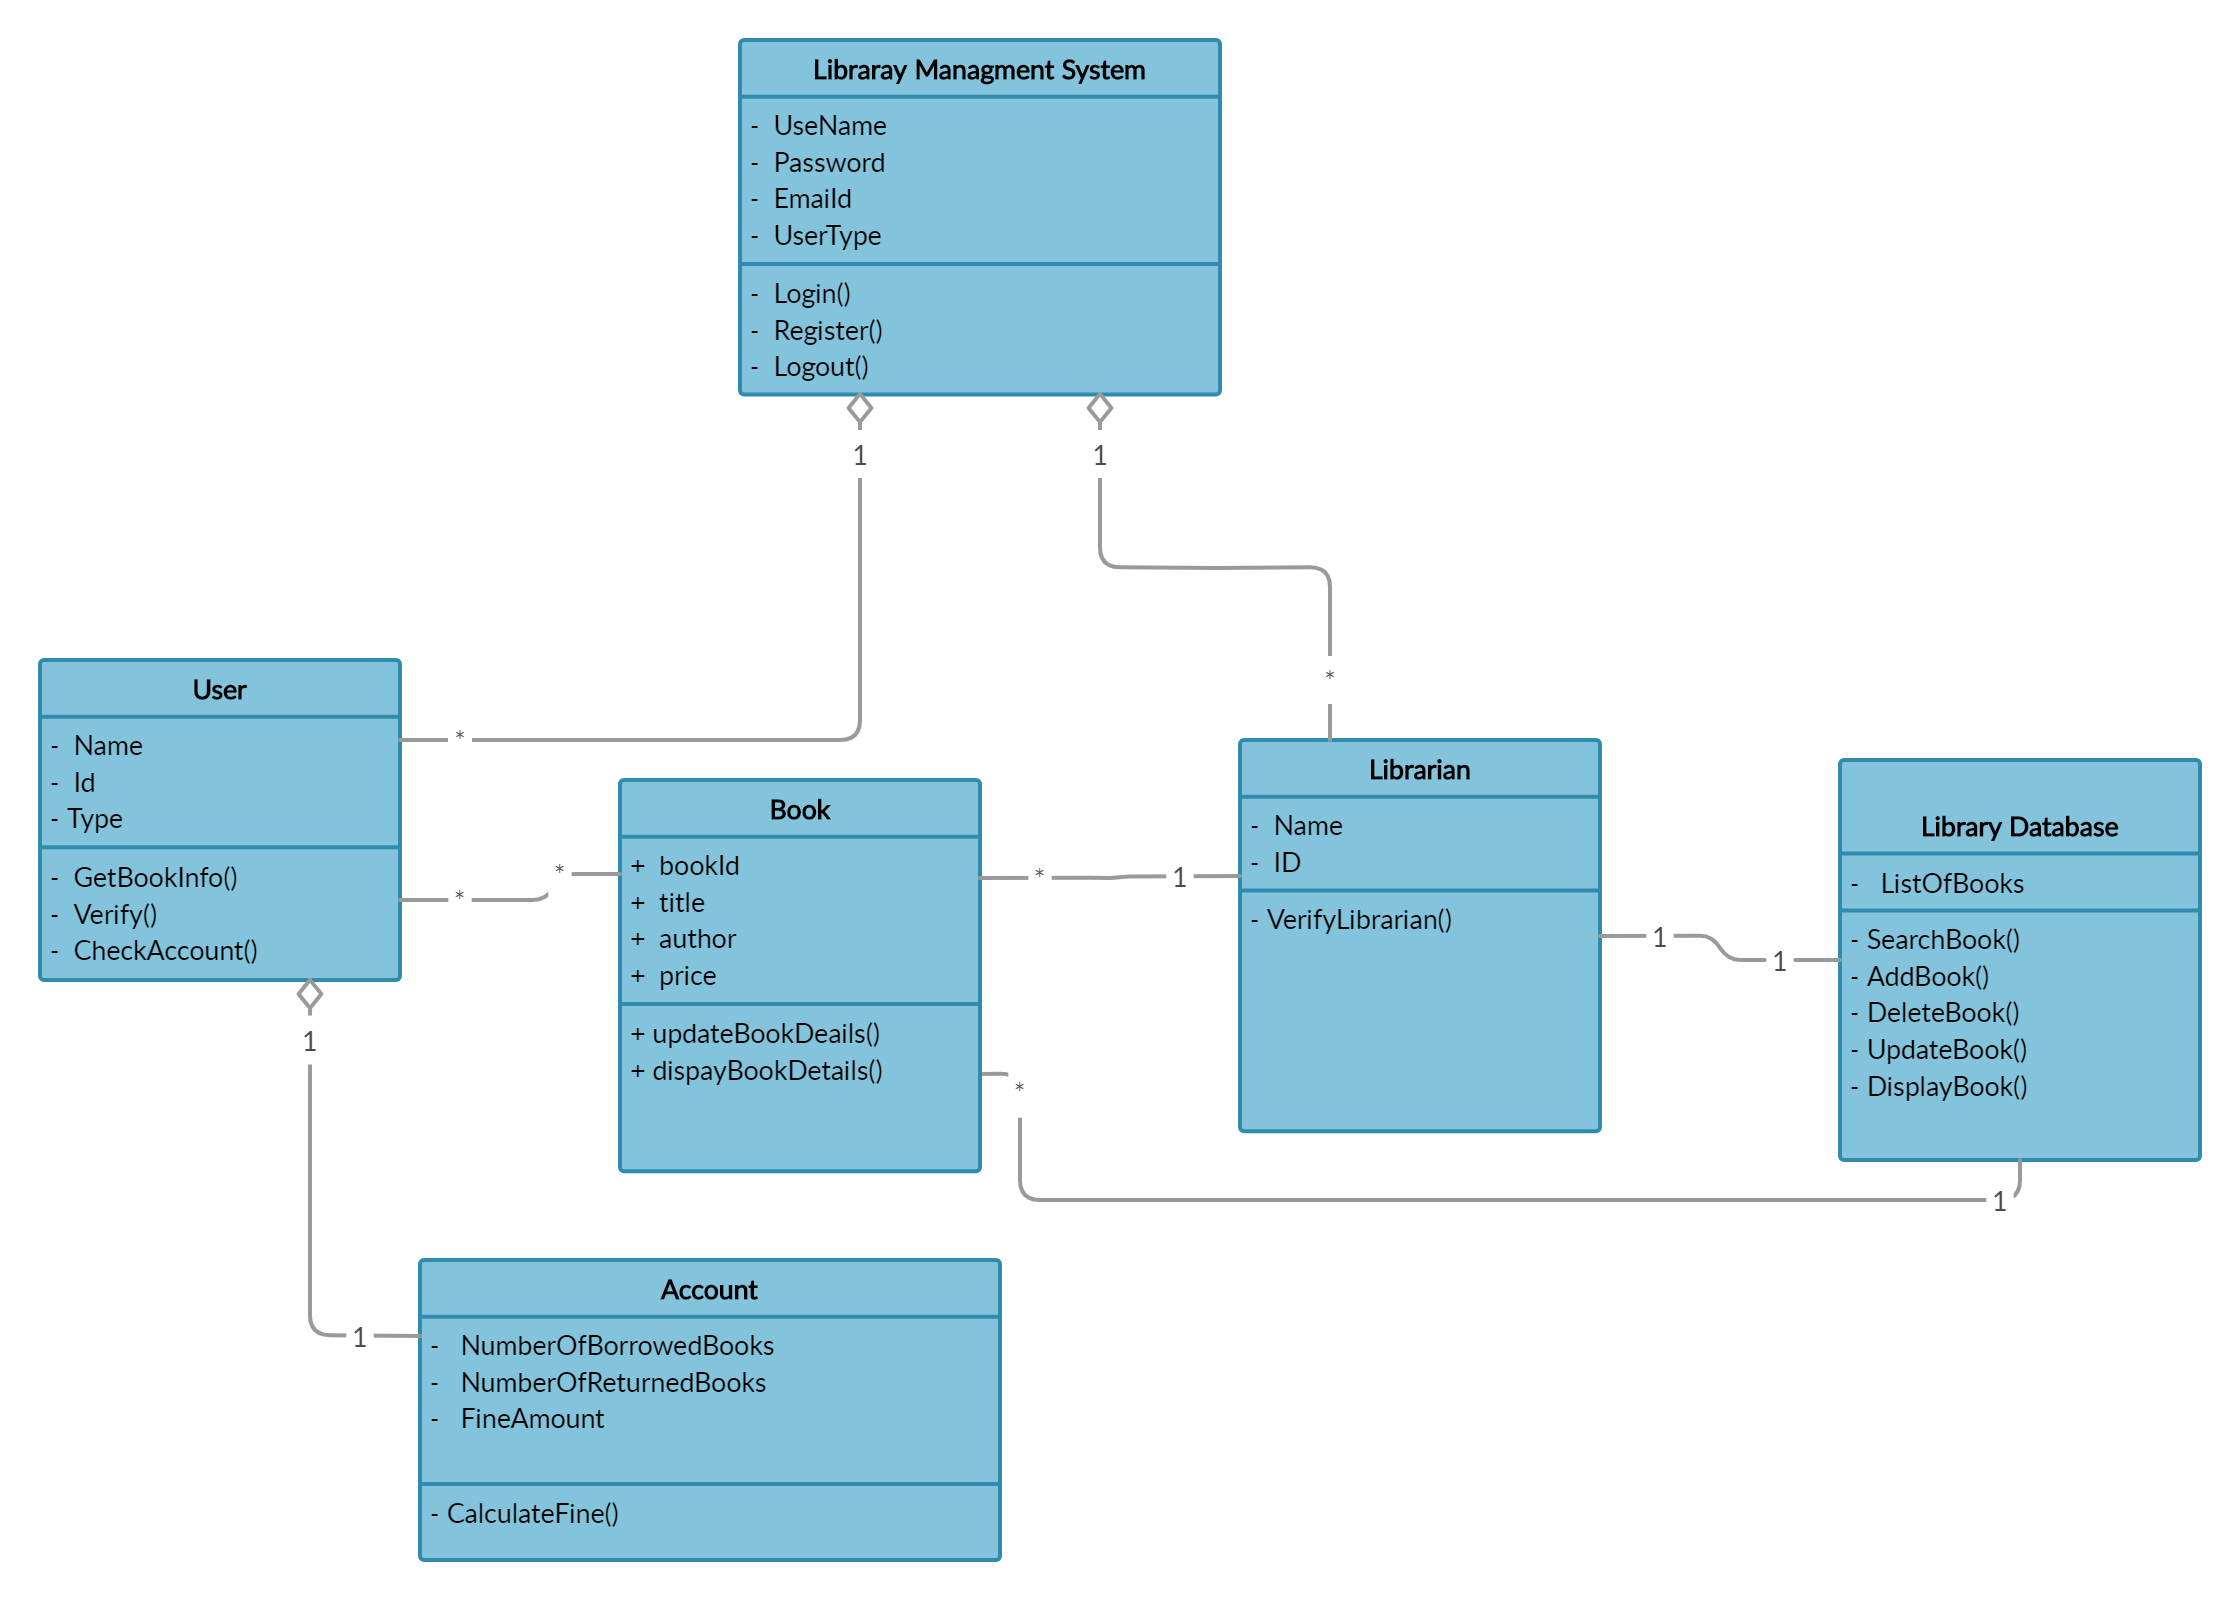 Libraray Managment System
- UseName
- Password
- EmaiId
- UserType
- Login()
- Register()
- Logout()
1
1
*
*
User
- Name
- Id
- Type
- GetBookInfo()
- Verify()
- CheckAccount()
*
*
Book
+ bookId
+ title
+ author
+ price
+ updateBookDeails()
+ dispayBookDetails()
*
1
Librarian
- Name
- ID
- VerifyLibrarian()
1
1
Library Database
- ListOfBooks
- SearchBook()
- AddBook()
- DeleteBook()
- UpdateBook()
- DisplayBook()
*
1
1
1
Account
- NumberOfBorrowedBooks
- NumberOfReturnedBooks
- FineAmount
- CalculateFine()